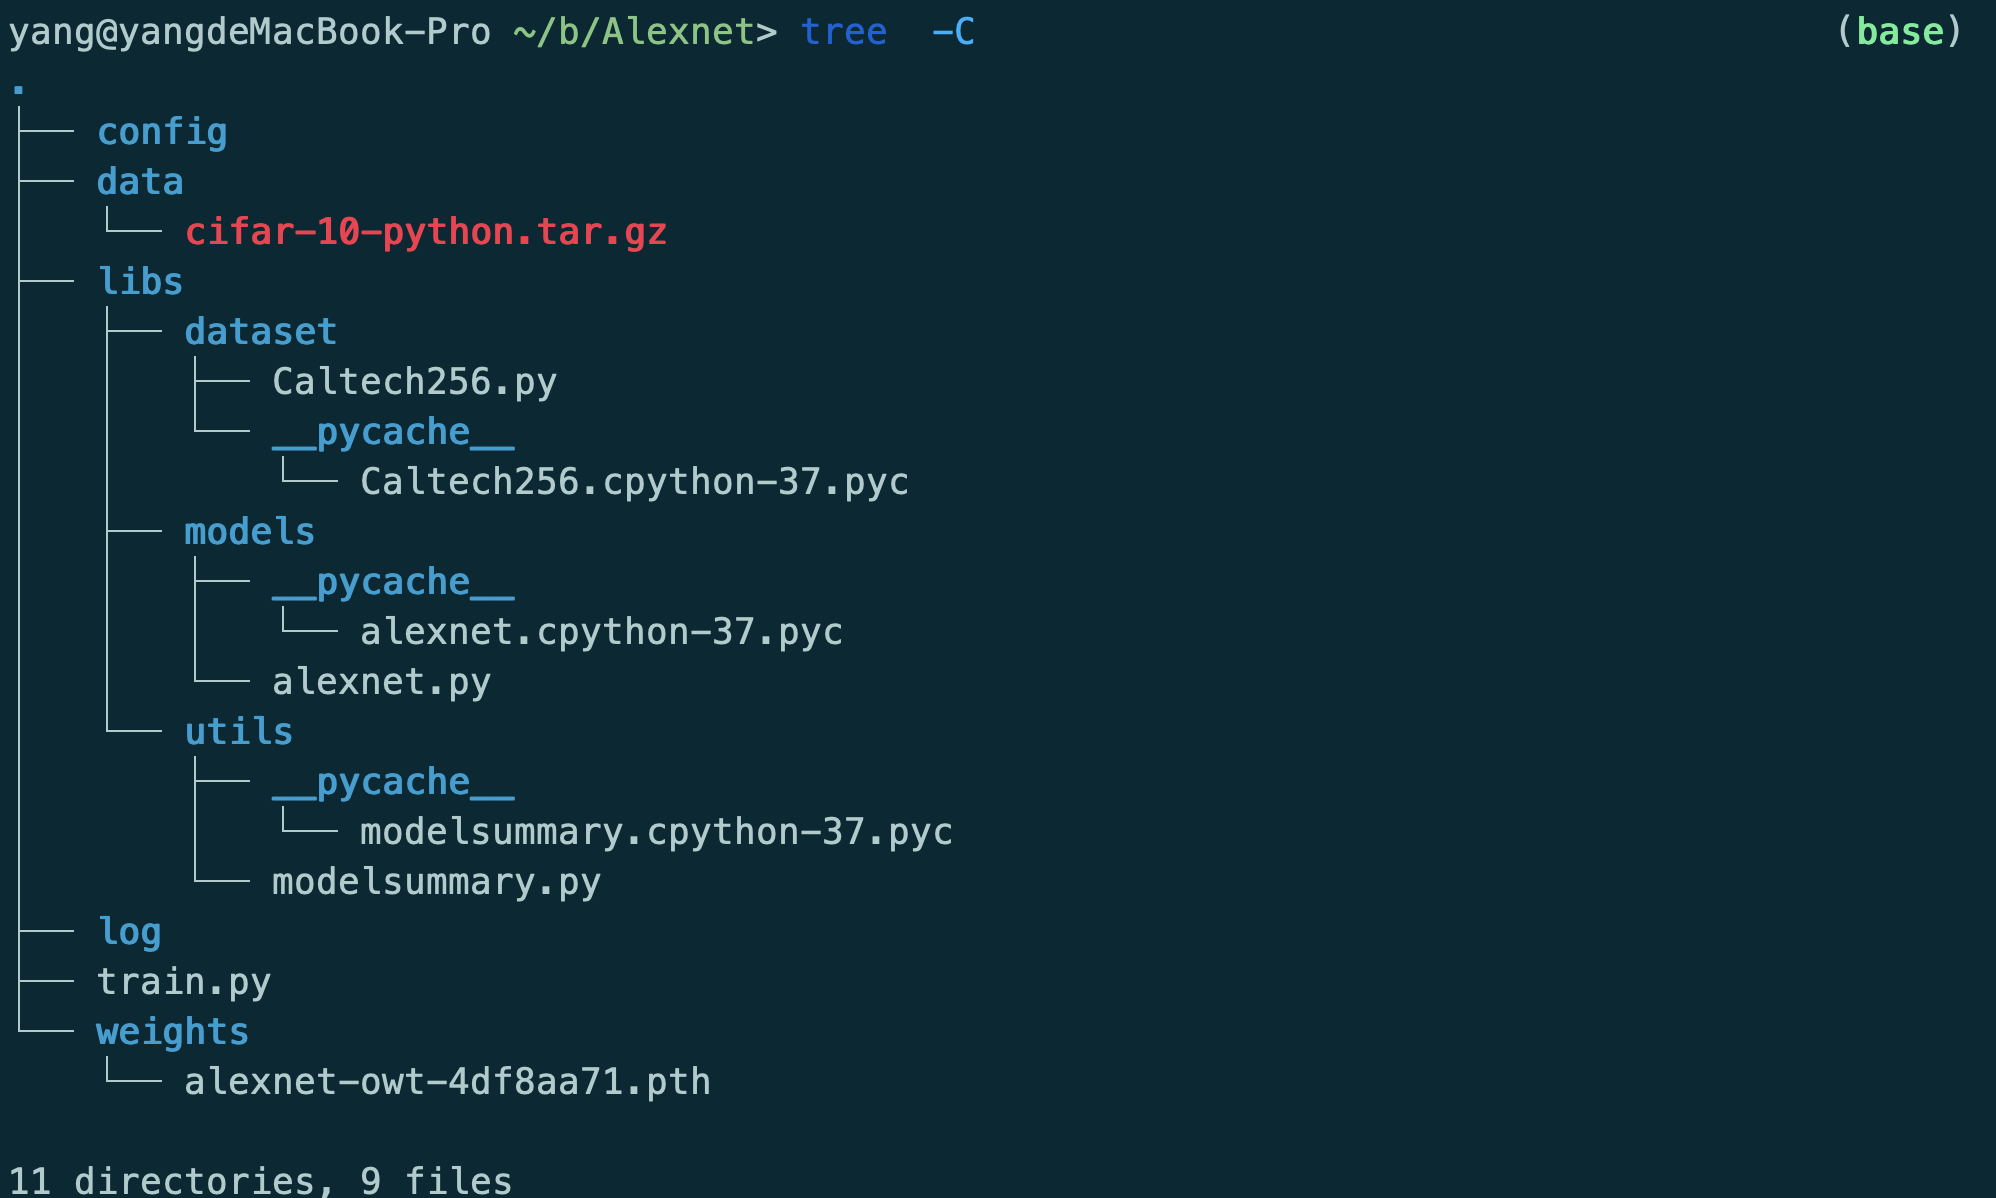 yang@yangdeMacBook-Pro ~/b/Alexnet> tree  -C (base)
.
├── config
├── data
│   └── cifar-10-python.tar.gz
├── libs
│   ├── dataset
│   │   ├── Caltech256.py
│   │   └── __pycache__
│   │       └── Caltech256.cpython-37.pyc
│   ├── models
│   │   ├── __pycache__
│   │   │   └── alexnet.cpython-37.pyc
│   │   └── alexnet.py
│   └── utils
│       ├── __pycache__
│       │   └── modelsummary.cpython-37.pyc
│       └── modelsummary.py
├── log
├── train.py
└── weights
    └── alexnet-owt-4df8aa71.pth
11 directories, 9 files